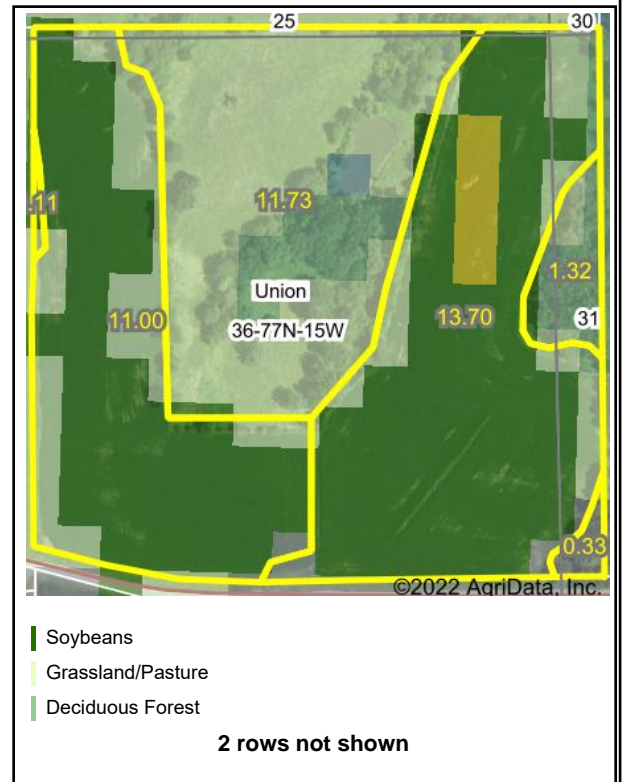 25
30
.11
11.73
1.32
Union
11.00
36-77N-15W
13.70
31
0.33
©2022 AgriData, Inc.
Soybeans
Grassland/Pasture
Deciduous Forest
2 rows not shown